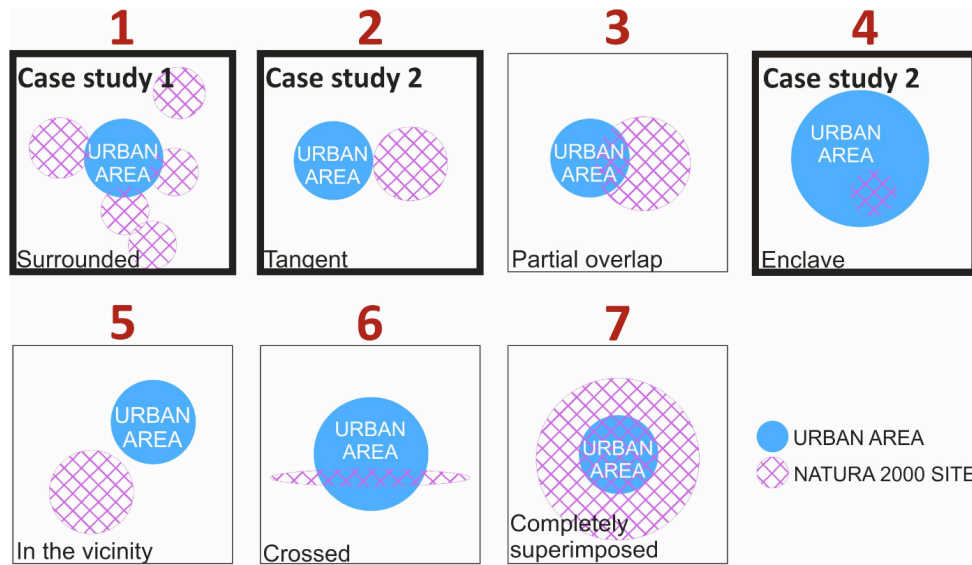 1
Case study 1
URBAN
AREA
Surrounded
2
Case study 2
URBAN
AREA
Tangent
3
URBAN
AREA
Partial overlap
4
Case study 2
URBAN
AREA
Enclave
5
URBAN
AREA
In the vicinity
6
URBAN
AREA
Crossed
7
URBAN
AREA
Completely
superimposed
URBAN AREA
NATURA 2000 SITE